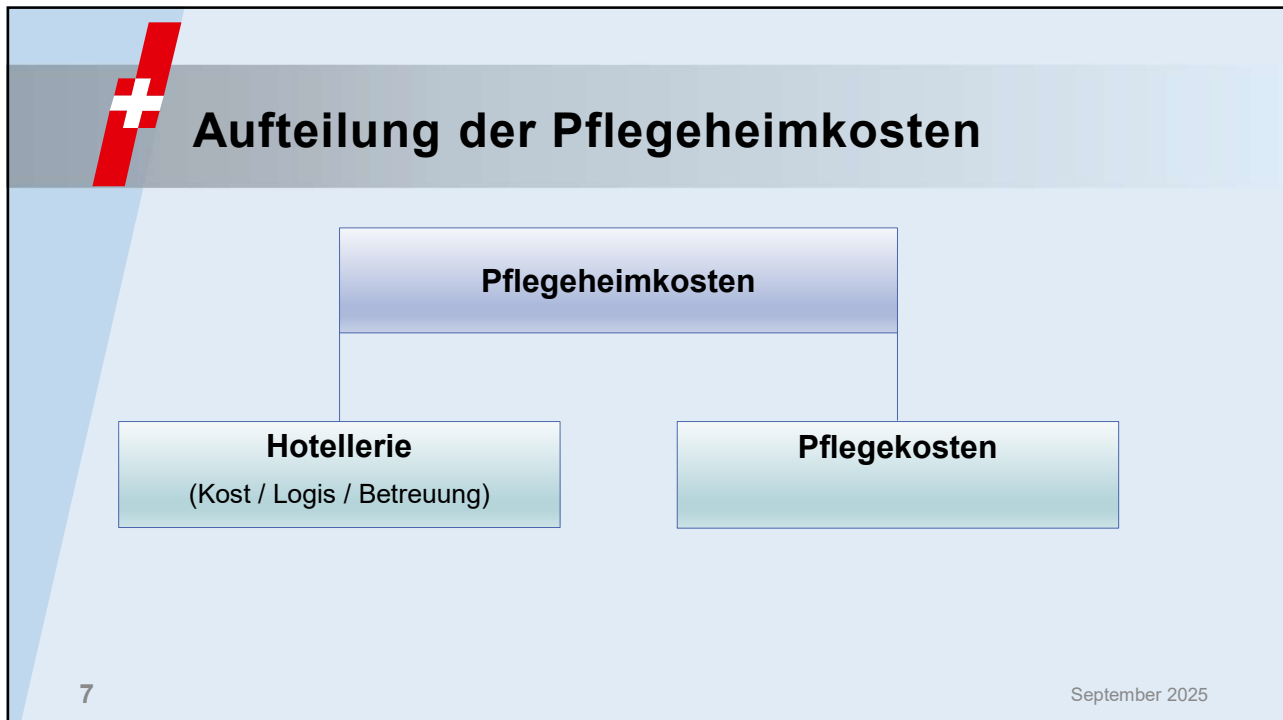 Aufteilung der Pflegeheimkosten
Pflegeheimkosten
Hotellerie
(Kost / Logis / Betreuung)
Pflegekosten
7
September 2025